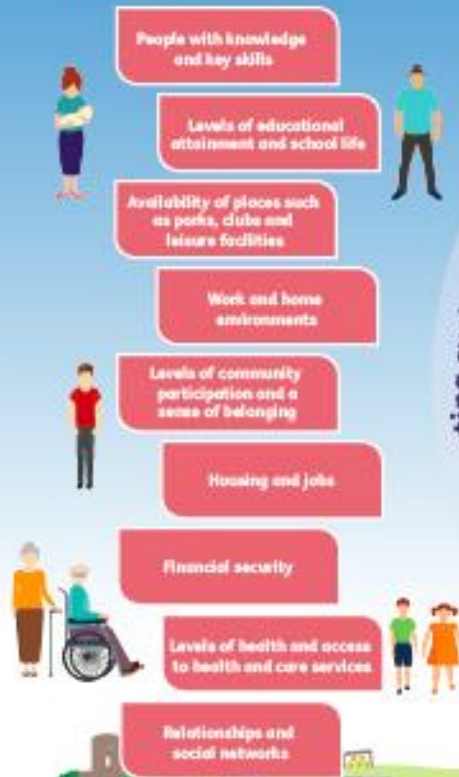 People with knowledge
and key skills
Levels of educational
attainment and school life
Availability of places such
as parks, clubs and
leisure facilities
Work and home
environments
Levels of community
participation and a
sense of belonging
Housing and jobs
Financial security
Levels of health and access
to health and care services
Relationships and
social networks